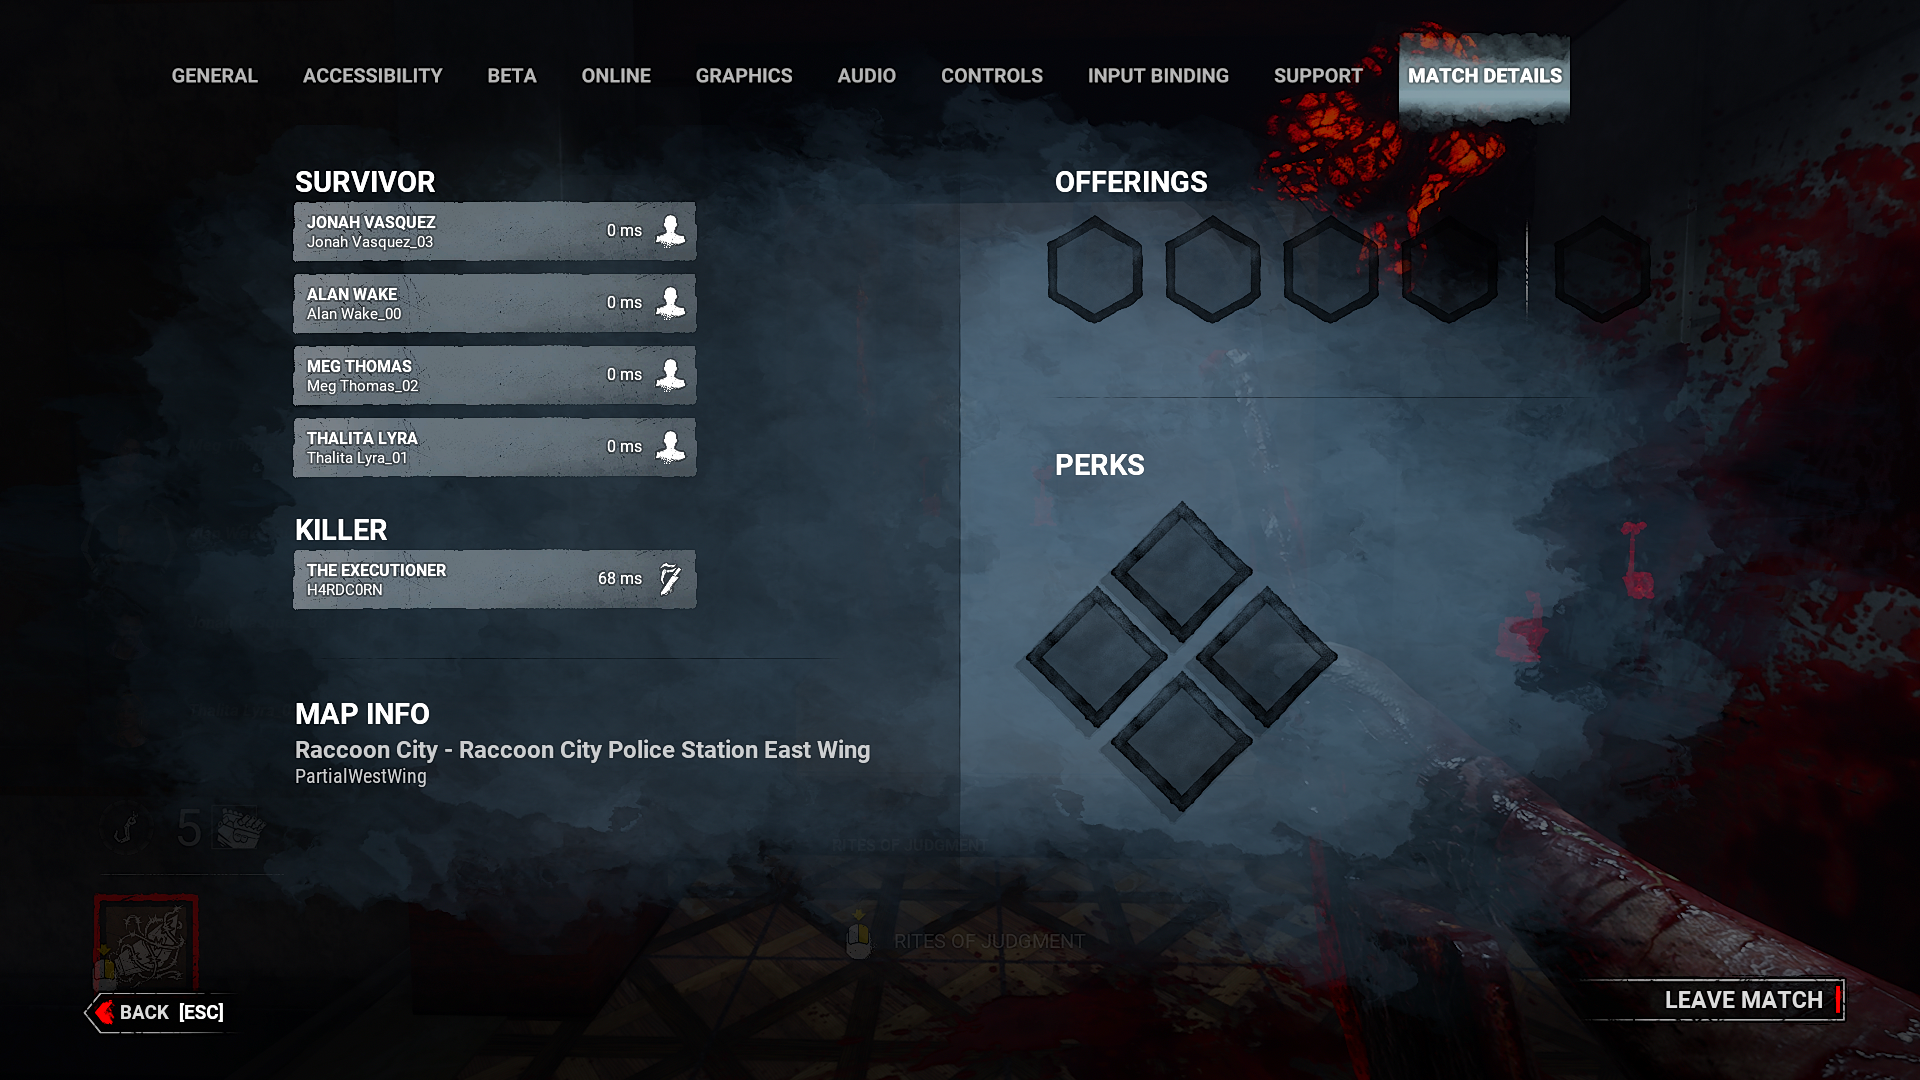 GENERAL ACCESSIBILITY BETA ONLINE GRAPHICS AUDIO CONTROLS INPUT BINDING SUPPORT MATCH DETAILS
SURVIVOR
JONAH VASQUEZ
Jonah Vasquez_03
0 ms
ALAN WAKE
Alan Wake_00
0 ms
MEG THOMAS
Meg Thomas_02
0 ms
THALITA LYRA
Thalita Lyra_01
0 ms
KILLER
THE EXECUTIONER
H4RDC0RN
68 ms
MAP INFO
Raccoon City - Raccoon City Police Station East Wing
PartialWestWing
OFFERINGS
PERKS
5
RITES OF JUDGMENT
RITES OF JUDGMENT
BACK [ESC]
LEAVE MATCH